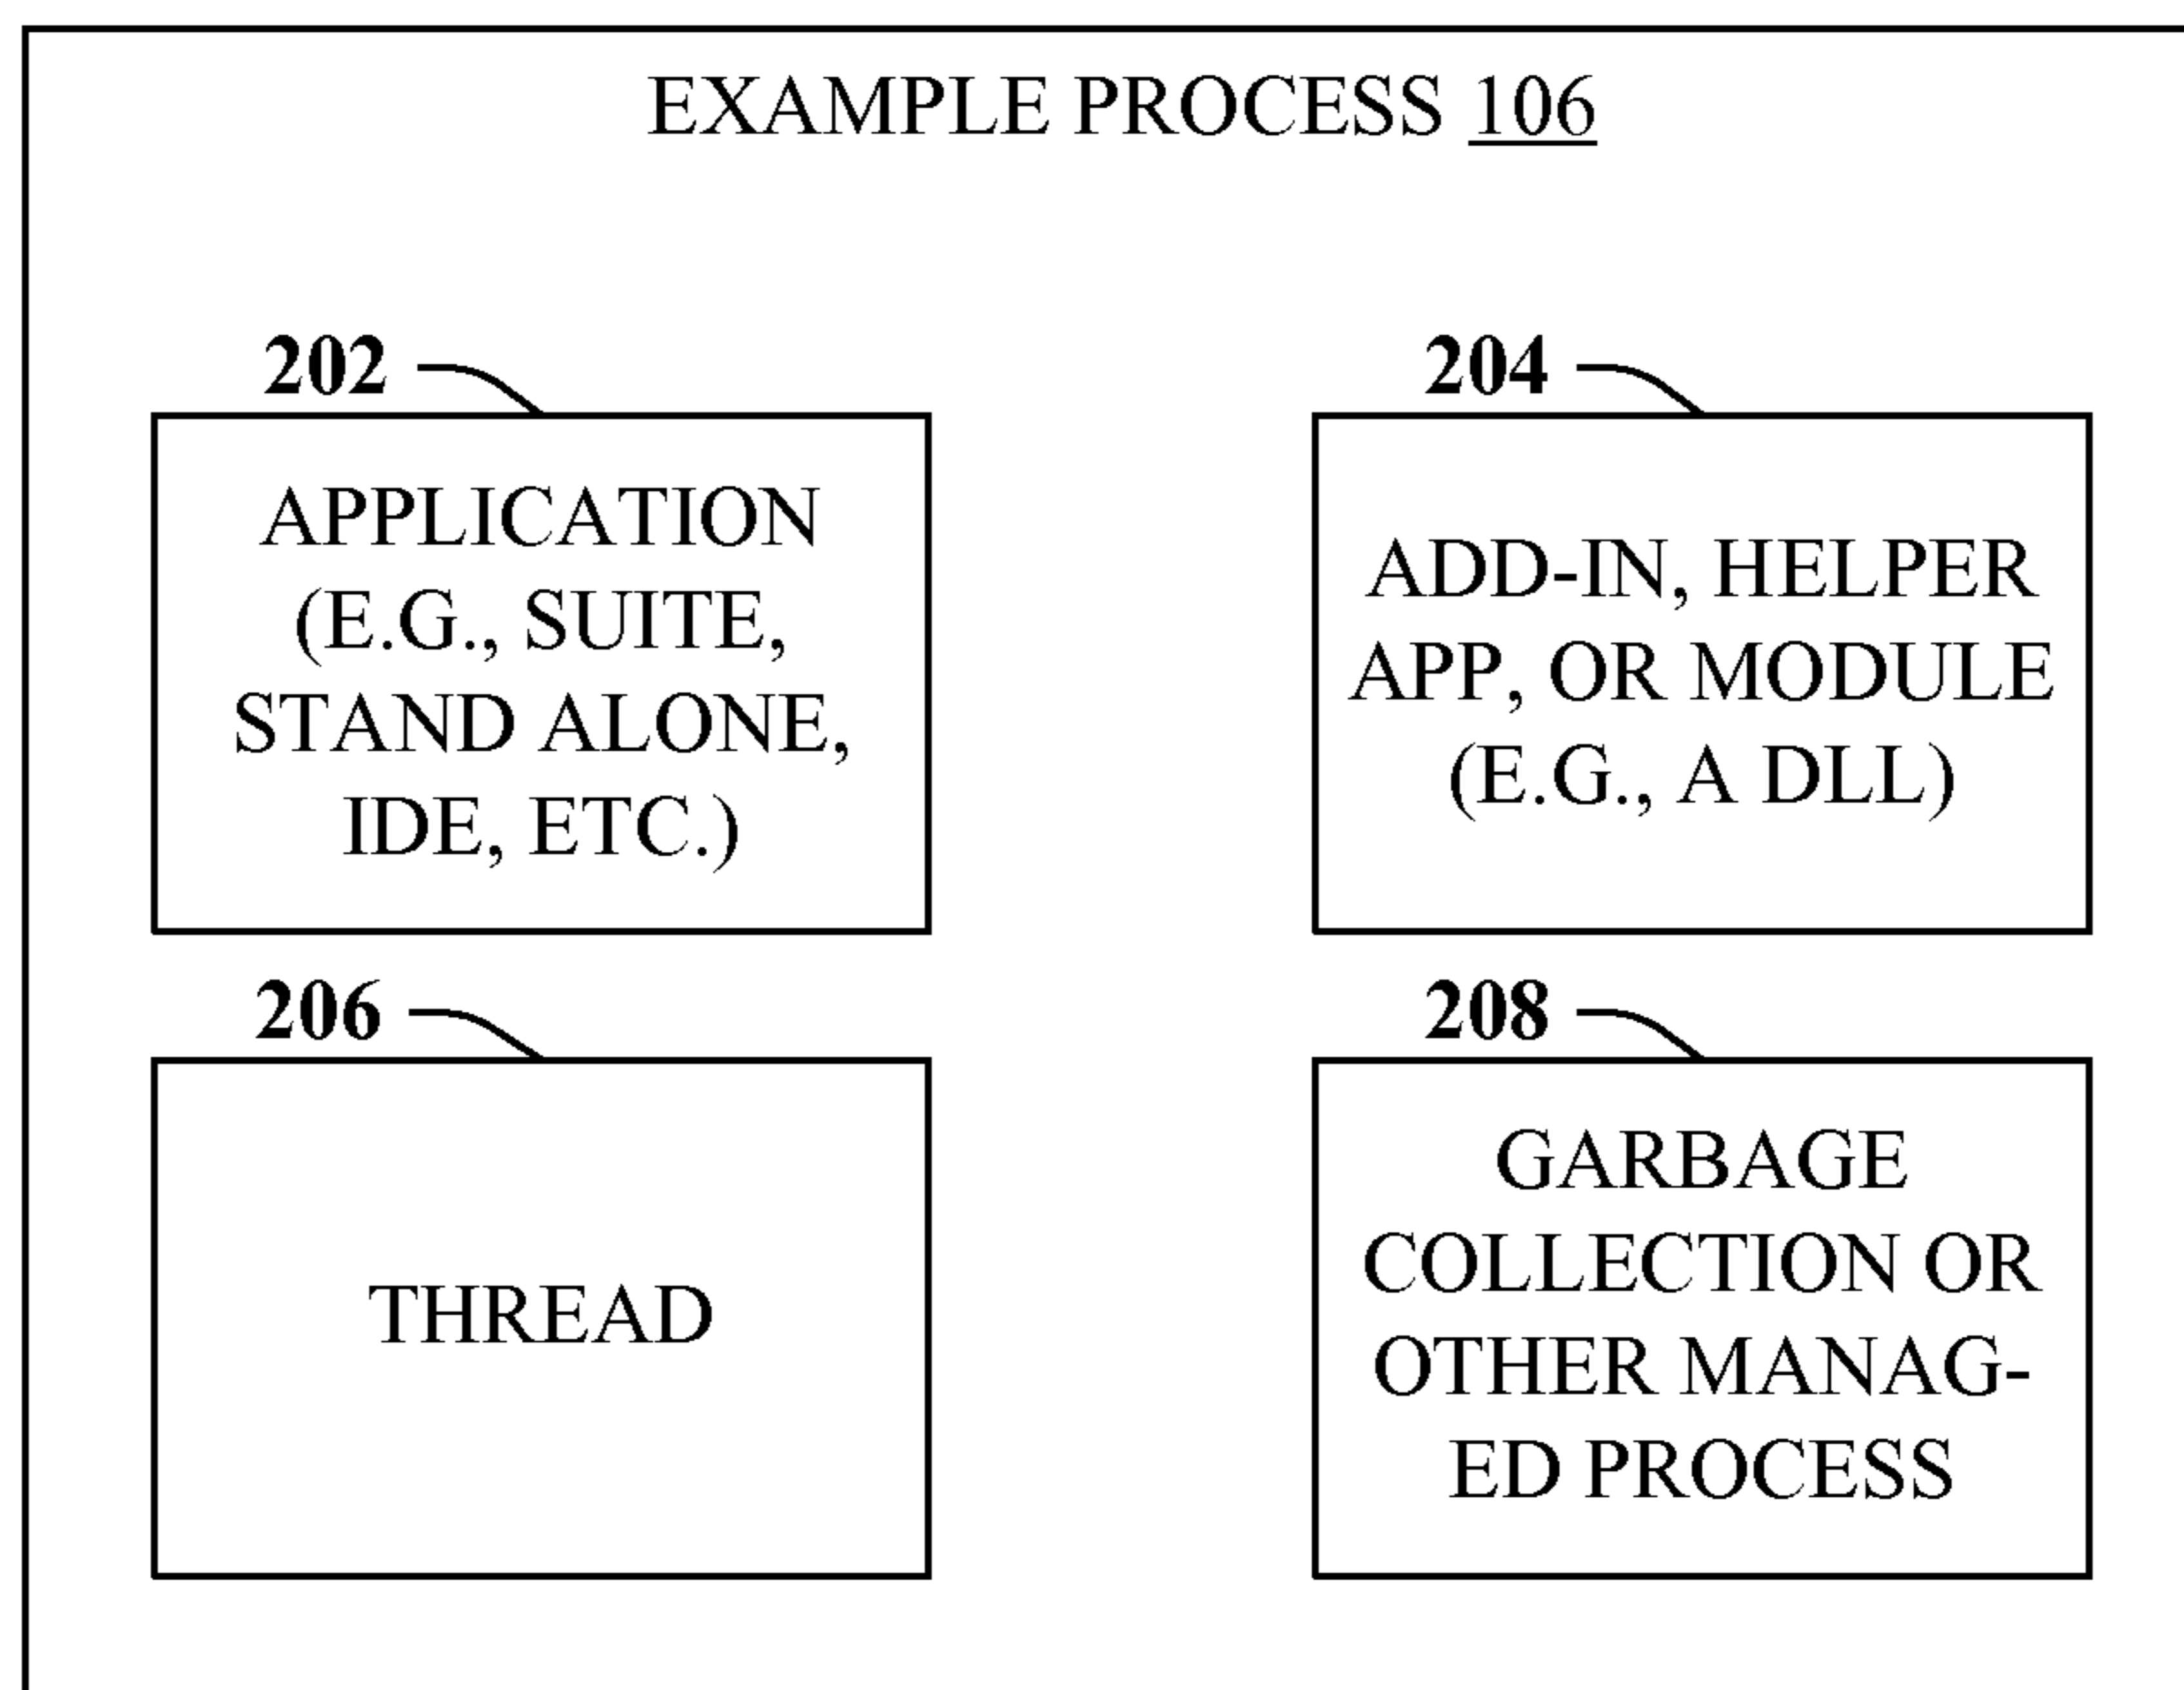 EXAMPLE PROCESS 106
202
APPLICATION
(E.G., SUITE,
STAND ALONE,
IDE, ETC.)
204
ADD-IN, HELPER
APP, OR MODULE
(E.G., A DLL)
206
THREAD
208
GARBAGE
COLLECTION OR
OTHER MANAG-
ED PROCESS